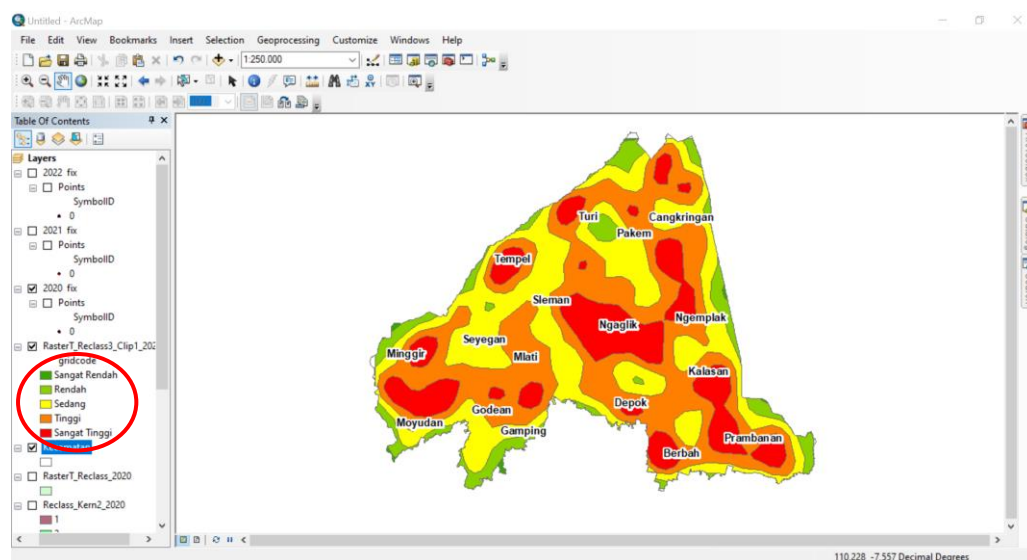 Untitled - ArcMap
File Edit View Bookmarks Insert Selection Geoprocessing Customize Windows Help
1:250.000
Table Of Contents
Layers
2022 fix
Points
SymbolID
0
2021 fix
Points
SymbolID
0
2020 fix
Points
SymbolID
0
RasterT_Reclass3_Clip1_202
gridcode
Sangat Rendah
Rendah
Sedang
Tinggi
Sangat Tinggi
RasterT_Reclass_2020
Reclass_Kern2_2020
1
Turi
Cangkringan
Pakem
Tempel
Sleman
Ngaglik
Ngemplak
Seyegan
Minggir
Mlati
Kalasan
Depok
Godean
Moyudan
Gamping
Prambanan
Berbah
110.228 -7.557 Decimal Degrees